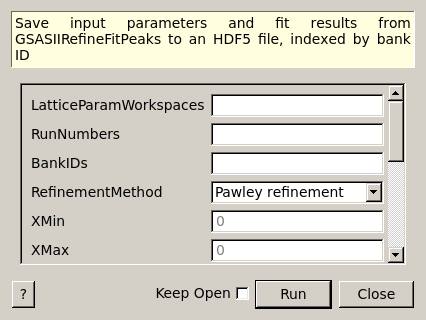 Save input parameters and fit results from
GSASIIRefineFitPeaks to an HDF5 file, indexed by bank
ID
LatticeParamWorkspaces
RunNumbers
BankIDs
RefinementMethod Pawley refinement
XMin 0
XMax 0
? Keep Open Run Close